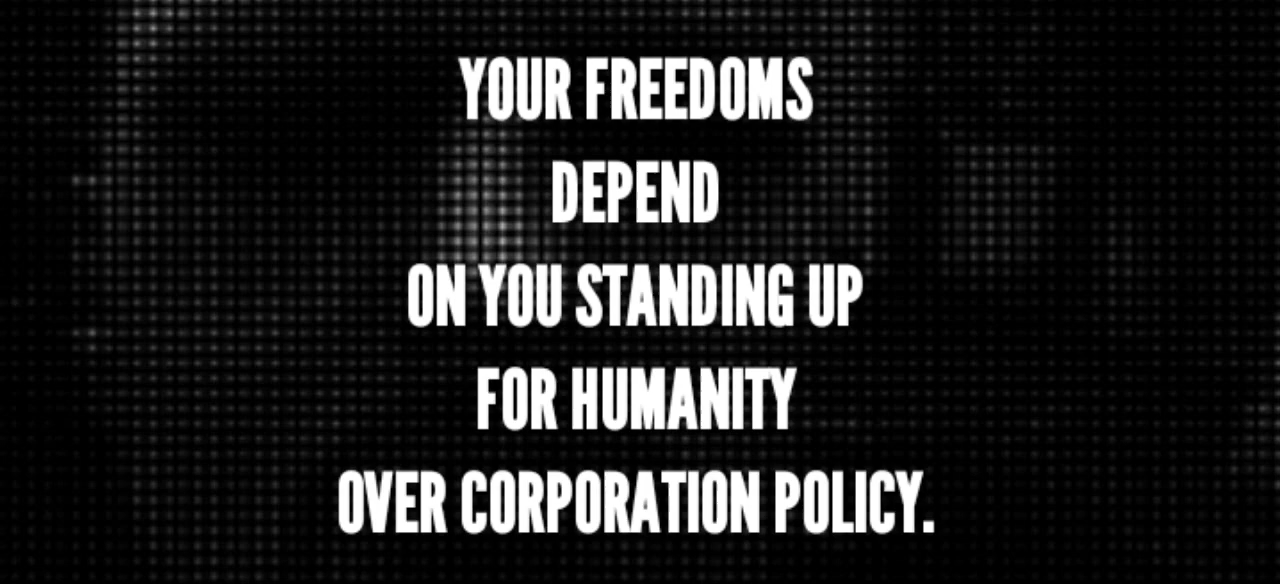 YOUR FREEDOMS
DEPEND
ON YOU STANDING UP
FOR HUMANITY
OVER CORPORATION POLICY.